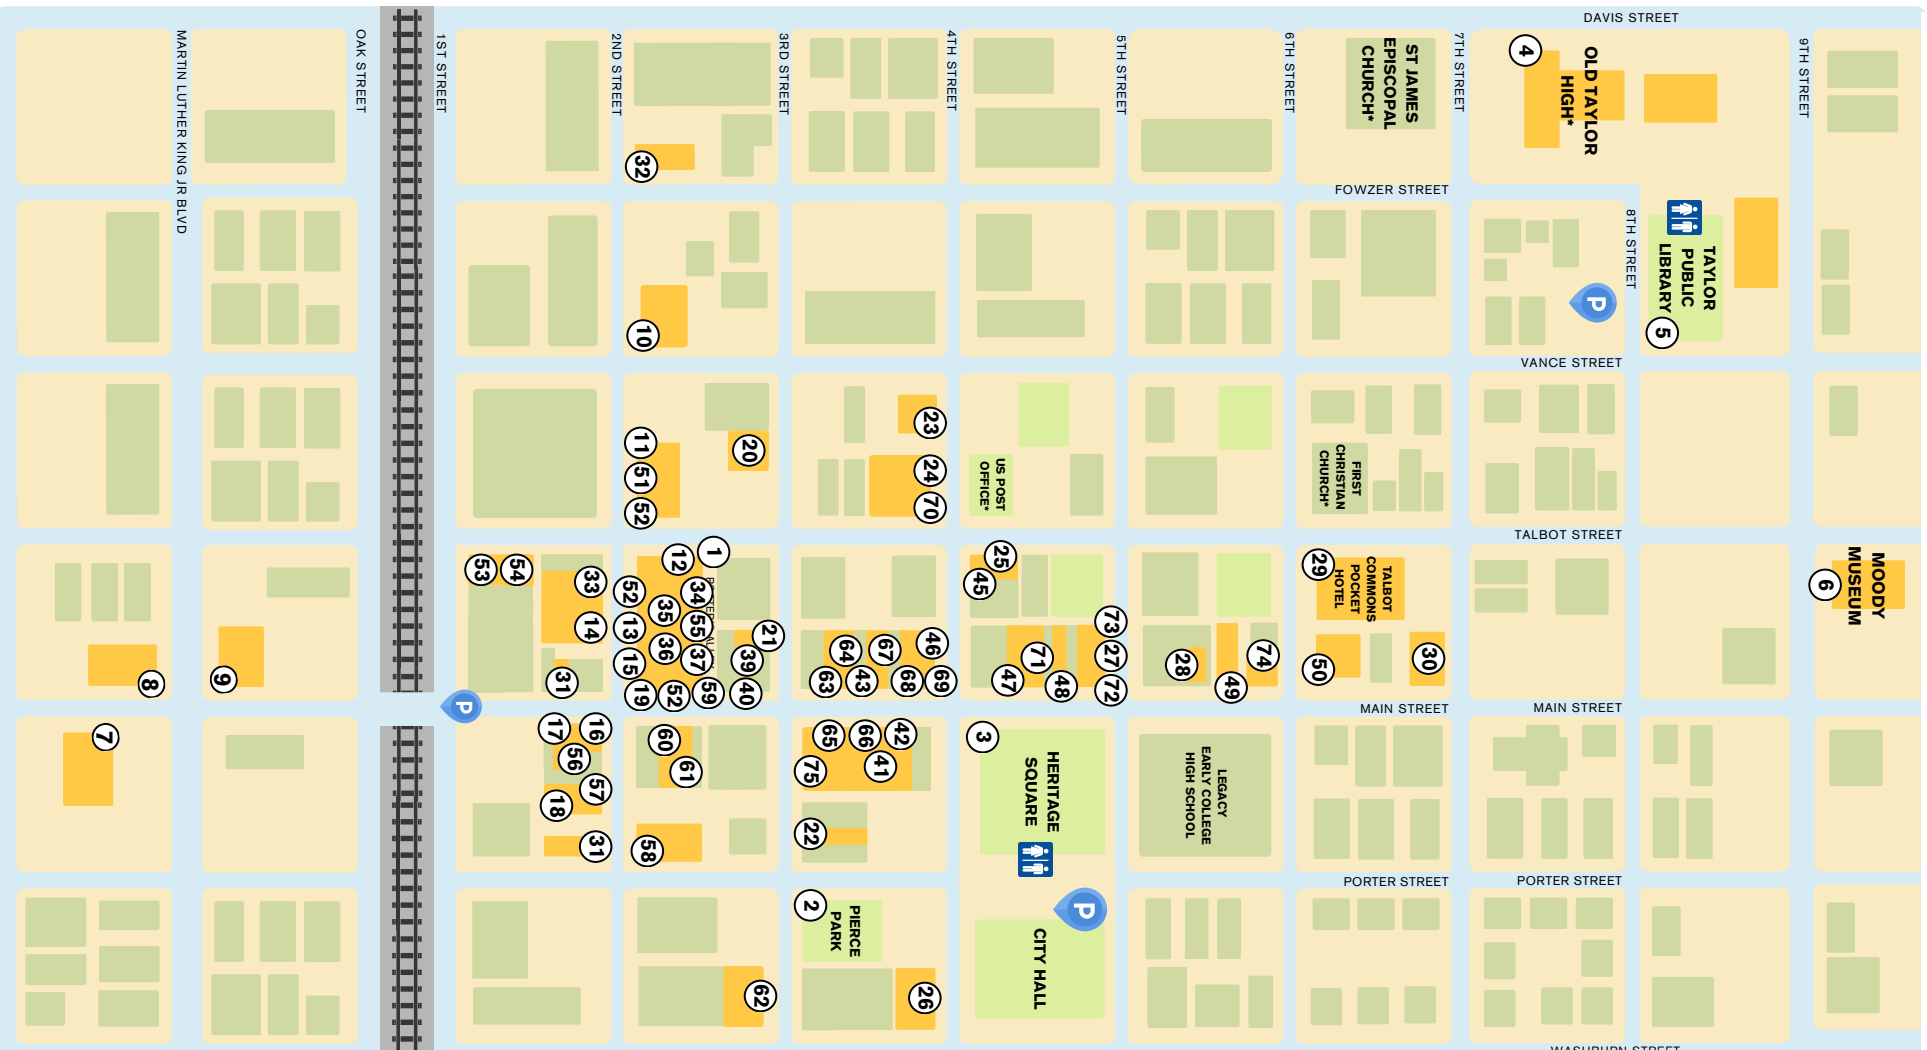 DAVIS STREET
MARTIN LUTHER KING JR BLVD
OAK STREET
1ST STREET
2ND STREET
3RD STREET
4TH STREET
5TH STREET
6TH STREET
7TH STREET
9TH STREET
ST JAMES
EPISCOPAL
CHURCH*
4
OLD TAYLOR
HIGH*
32
FOWZER STREET
8TH STREET
TAYLOR
PUBLIC
LIBRARY
5
P
10
VANCE STREET
11
51
52
20
23
24
70
US POST
OFFICE*
FIRST
CHRISTIAN
CHURCH*
TALBOT STREET
53
54
33
14
31
12
1
52
34
35
13
55
36
15
37
19
52
59
21
39
40
64
67
46
63
43
68
69
25
45
71
47
48
73
27
72
28
49
74
29
TALBOT
COMMONS
POCKET
HOTEL
50
30
MOODY
MUSEUM
6
8
9
P
MAIN STREET
MAIN STREET
7
17
16
56
57
18
31
60
61
58
65
66
42
41
75
22
3
HERITAGE
SQUARE
LEGACY
EARLY COLLEGE
HIGH SCHOOL
PORTER STREET
PORTER STREET
P
2
PIERCE
PARK
CITY HALL
62
26